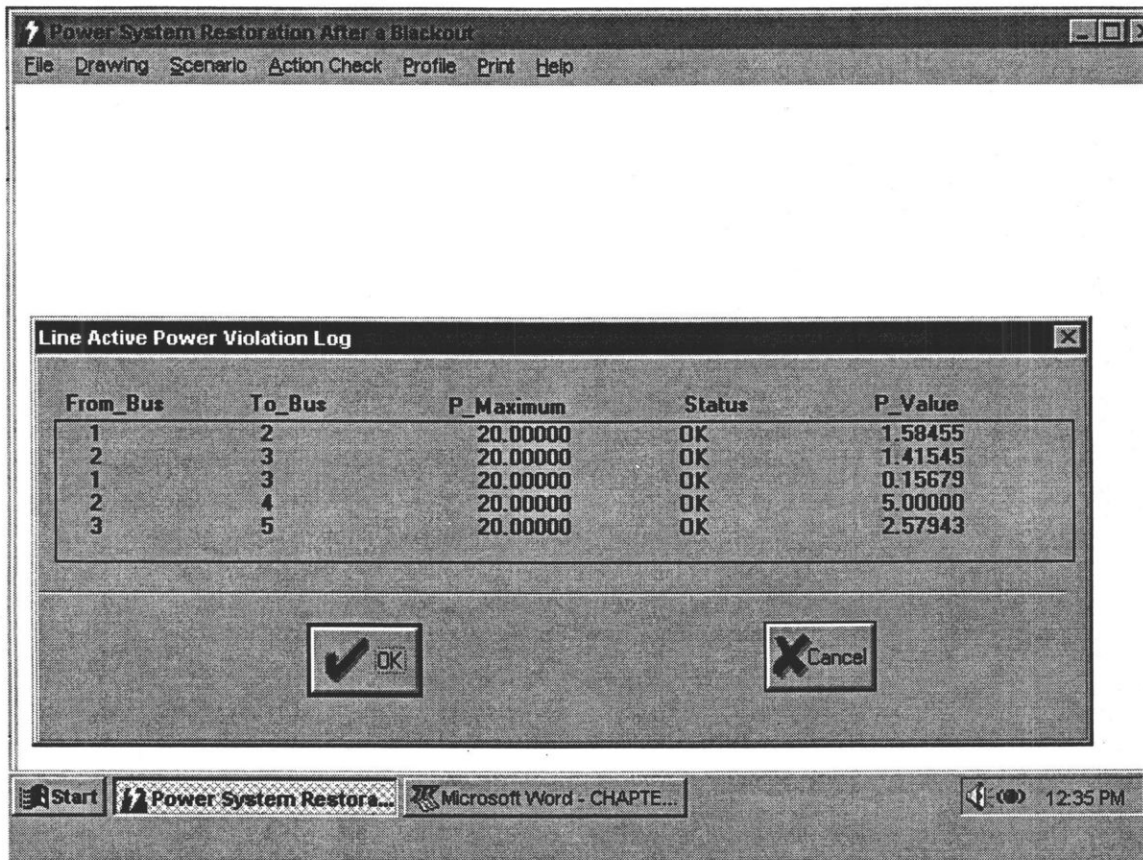 Power System Restoration After a Blackout
File Drawing Scenario Action Check Profile Print Help
Line Active Power Violation Log
From_Bus To_Bus P_Maximum Status P_Value
1 2 20.00000 OK 1.58455
2 3 20.00000 OK 1.41545
1 3 20.00000 OK 0.15679
2 4 20.00000 OK 5.00000
3 5 20.00000 OK 2.57943
OK Cancel
Start Power System Restora... Microsoft Word - CHAPTE... 12:35 PM